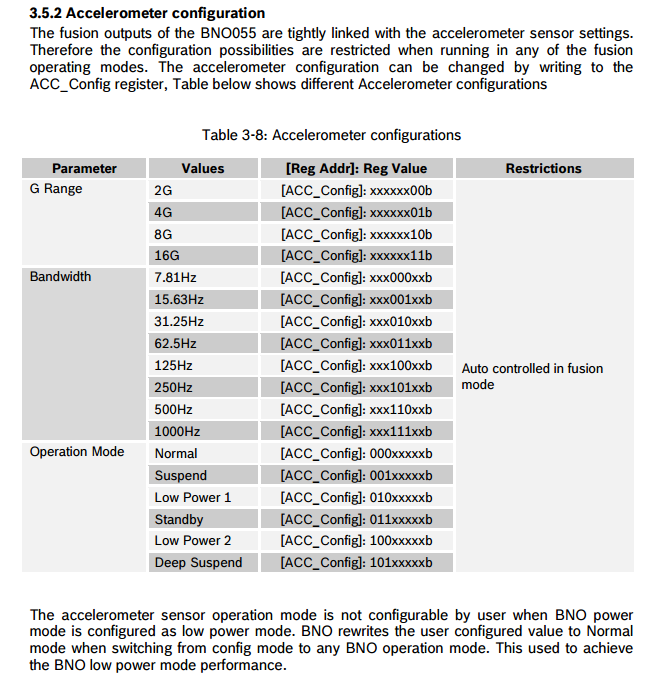 3.5.2 Accelerometer configuration
The fusion outputs of the BNO055 are tightly linked with the accelerometer sensor settings.
Therefore the configuration possibilities are restricted when running in any of the fusion
operating modes. The accelerometer configuration can be changed by writing to the
ACC_Config register, Table below shows different Accelerometer configurations
Table 3-8: Accelerometer configurations
Parameter Values [Reg Addr]: Reg Value Restrictions
G Range 2G [ACC_Config]: xxxxxx00b
4G [ACC_Config]: xxxxxx01b
8G [ACC_Config]: xxxxxx10b
16G [ACC_Config]: xxxxxx11b
Bandwidth 7.81Hz [ACC_Config]: xxx000xxb
15.63Hz [ACC_Config]: xxx001xxb
31.25Hz [ACC_Config]: xxx010xxb
62.5Hz [ACC_Config]: xxx011xxb
125Hz [ACC_Config]: xxx100xxb Auto controlled in fusion
250Hz [ACC_Config]: xxx101xxb mode
500Hz [ACC_Config]: xxx110xxb
1000Hz [ACC_Config]: xxx111xxb
Operation Mode Normal [ACC_Config]: 000xxxxxb
Suspend [ACC_Config]: 001xxxxxb
Low Power 1 [ACC_Config]: 010xxxxxb
Standby [ACC_Config]: 011xxxxxb
Low Power 2 [ACC_Config]: 100xxxxxb
Deep Suspend [ACC_Config]: 101xxxxxb
The accelerometer sensor operation mode is not configurable by user when BNO power
mode is configured as low power mode. BNO rewrites the user configured value to Normal
mode when switching from config mode to any BNO operation mode. This used to achieve
the BNO low power mode performance.